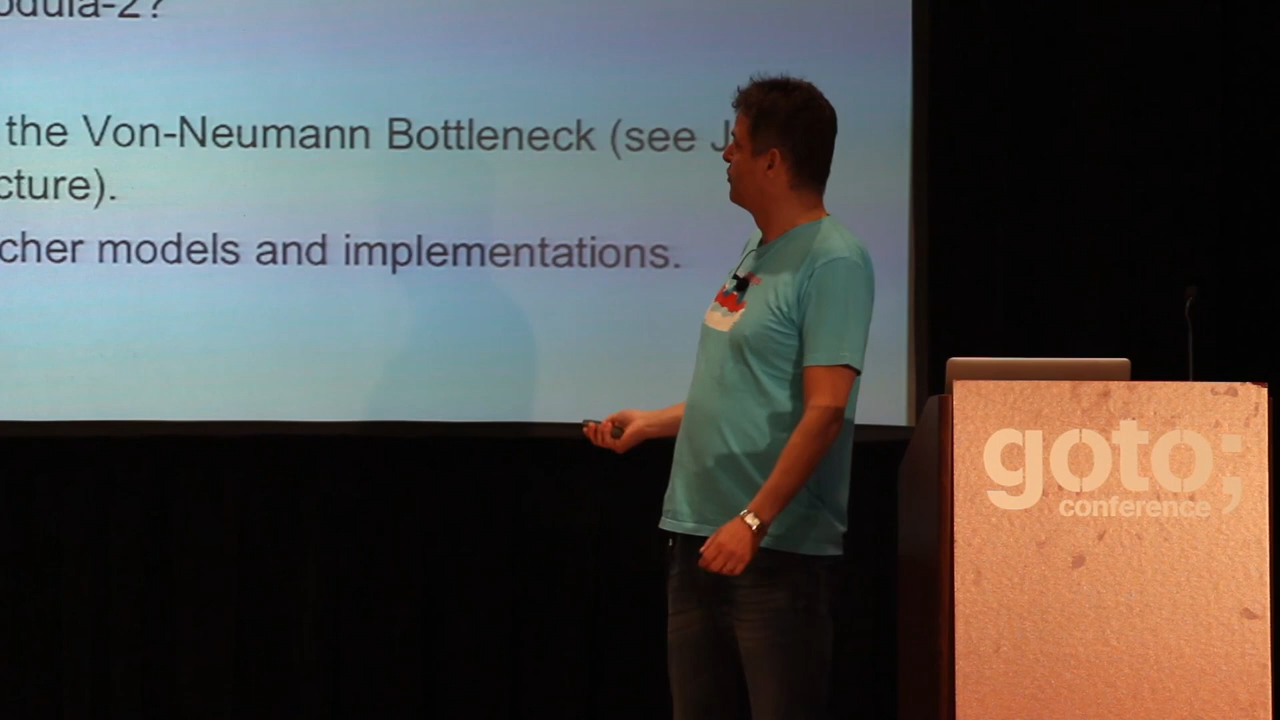 odula-2?
the Von-Neumann Bottleneck (see J
cture).
cher models and implementations.
goto;
conference